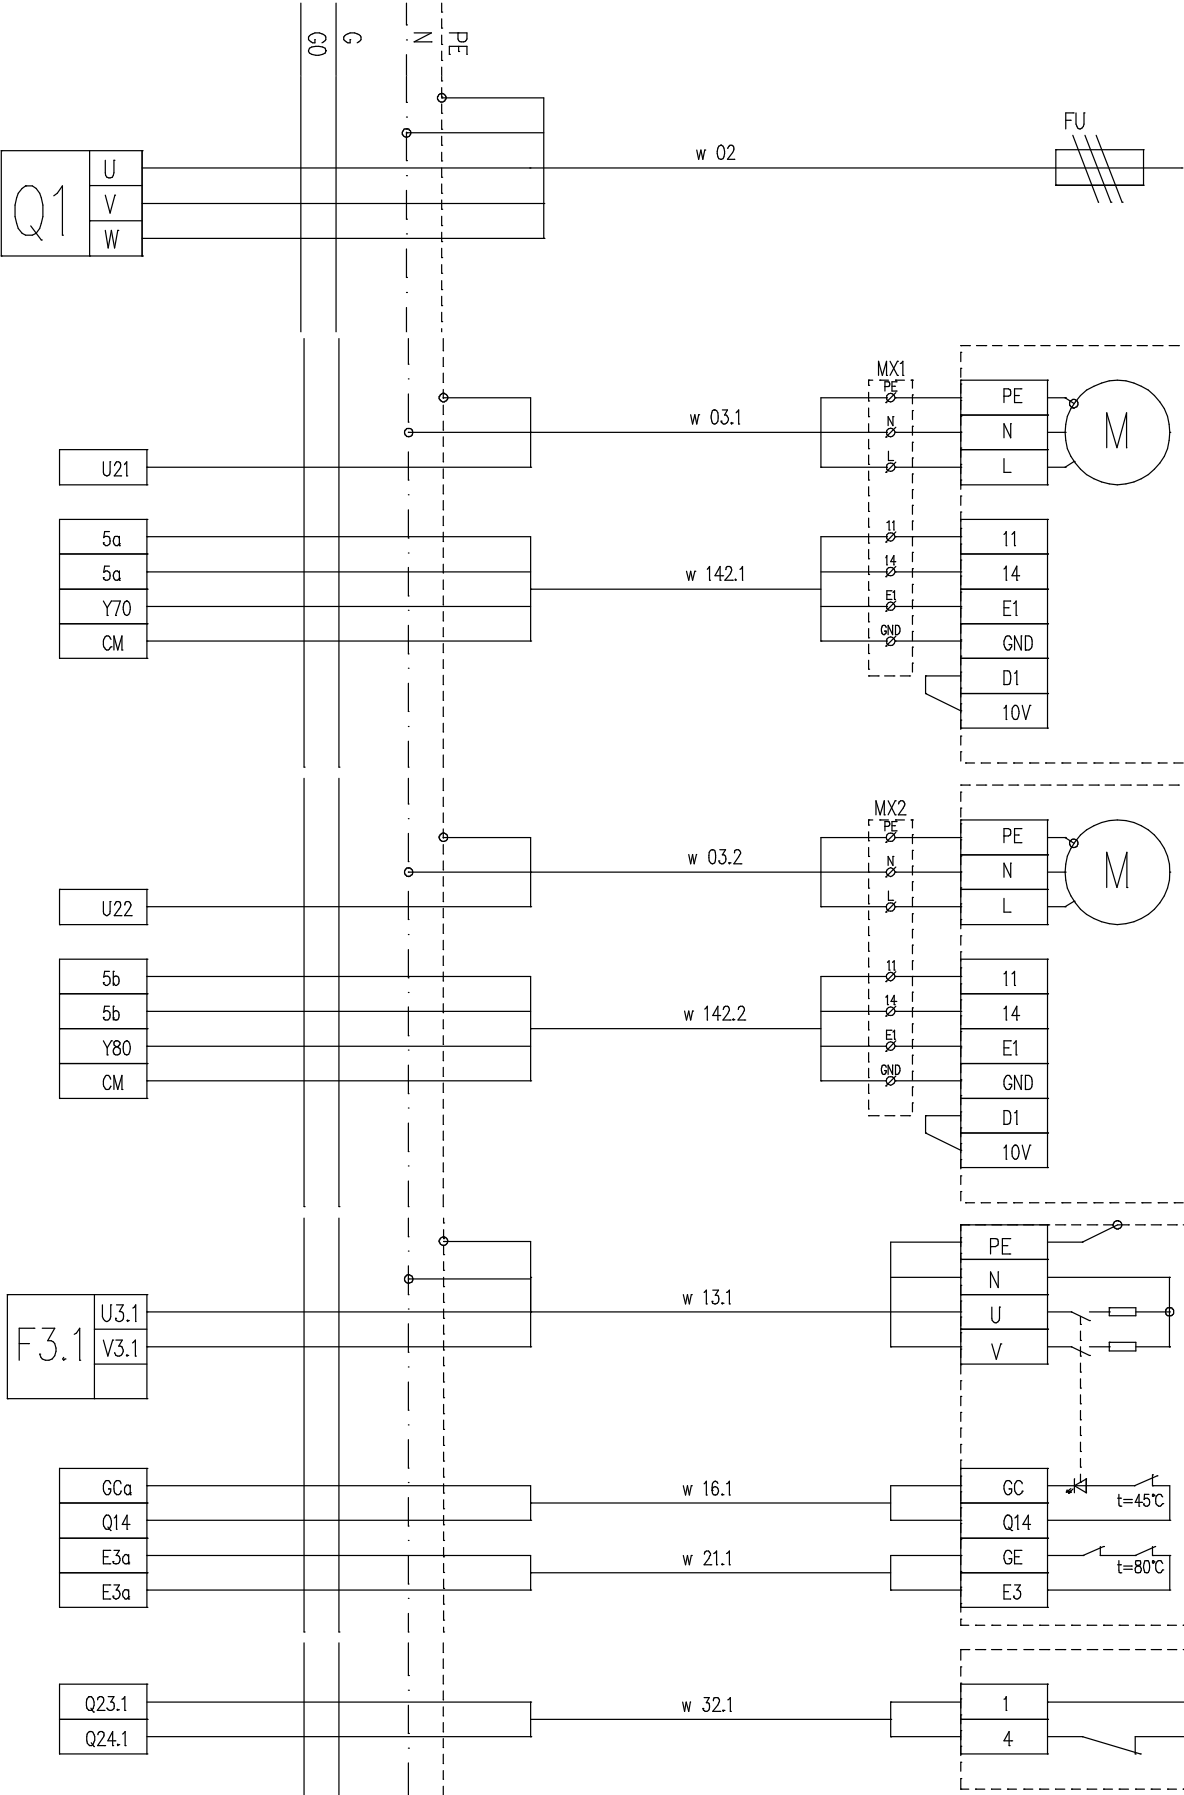 G0
G
N
PE
FU
w 02
Q1
U
V
W
MX1
PE
PE
w 03.1
N
N
M
L
L
U21
11
5a
11
14
5a
w 142.1
14
E1
Y70
E1
GND
CM
GND
D1
10V
MX2
PE
PE
w 03.2
N
N
M
L
L
U22
11
5b
11
14
5b
w 142.2
14
E1
Y80
E1
GND
CM
GND
D1
10V
PE
N
w 13.1
F3.1
U3.1
U
V3.1
V
GCa
w 16.1
GC
t=45°C
Q14
Q14
E3a
w 21.1
GE
t=80°C
E3a
E3
Q23.1
w 32.1
1
Q24.1
4